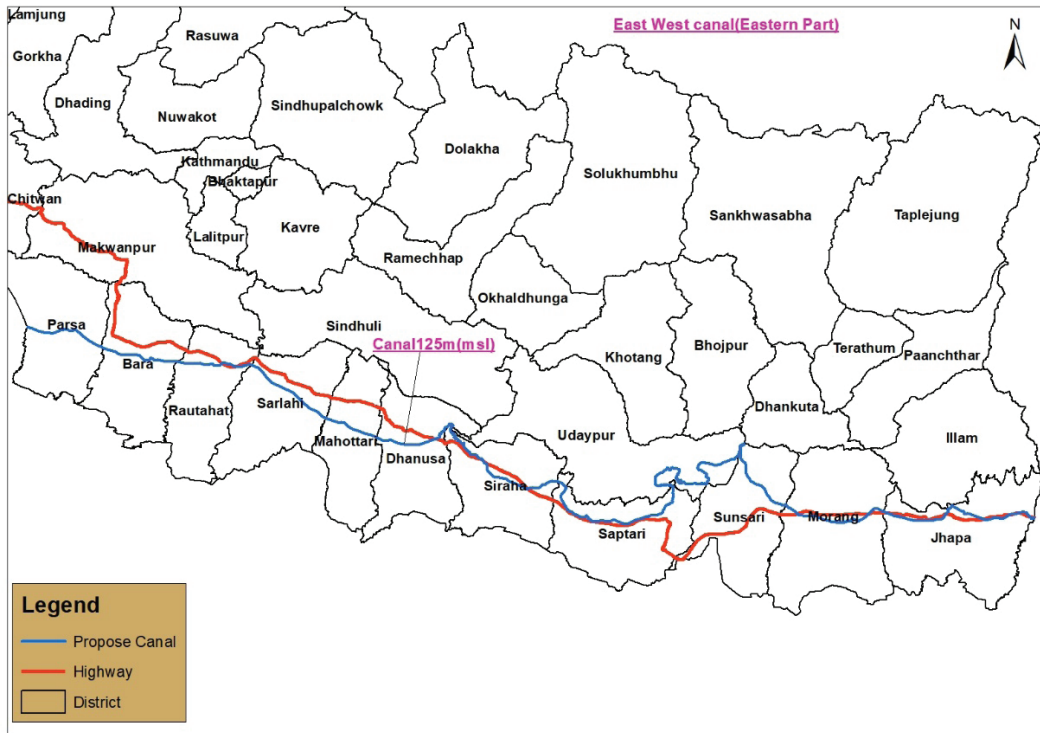 East West canal(Eastern Part)
N
Lamjung
Rasuwa
Gorkha
Dhading
Nuwakot
Sindhupalchowk
Dolakha
Kathmandu
Bhaktapur
Solukhumbu
Chitwan
Sankhwasabha
Taplejung
Makwanpur
Lalitpur
Kavre
Ramechhap
Okhaldhunga
Parsa
Sindhuli
Canal125m(msl)
Bara
Khotang
Bhojpur
Terathum
Paanchthar
Rautahat
Sarlahi
Dhankuta
Mahottari
Dhanusa
Udaypur
Illam
Siraha
Saptari
Sunsari
Morang
Jhapa
Legend
Propose Canal
Highway
District